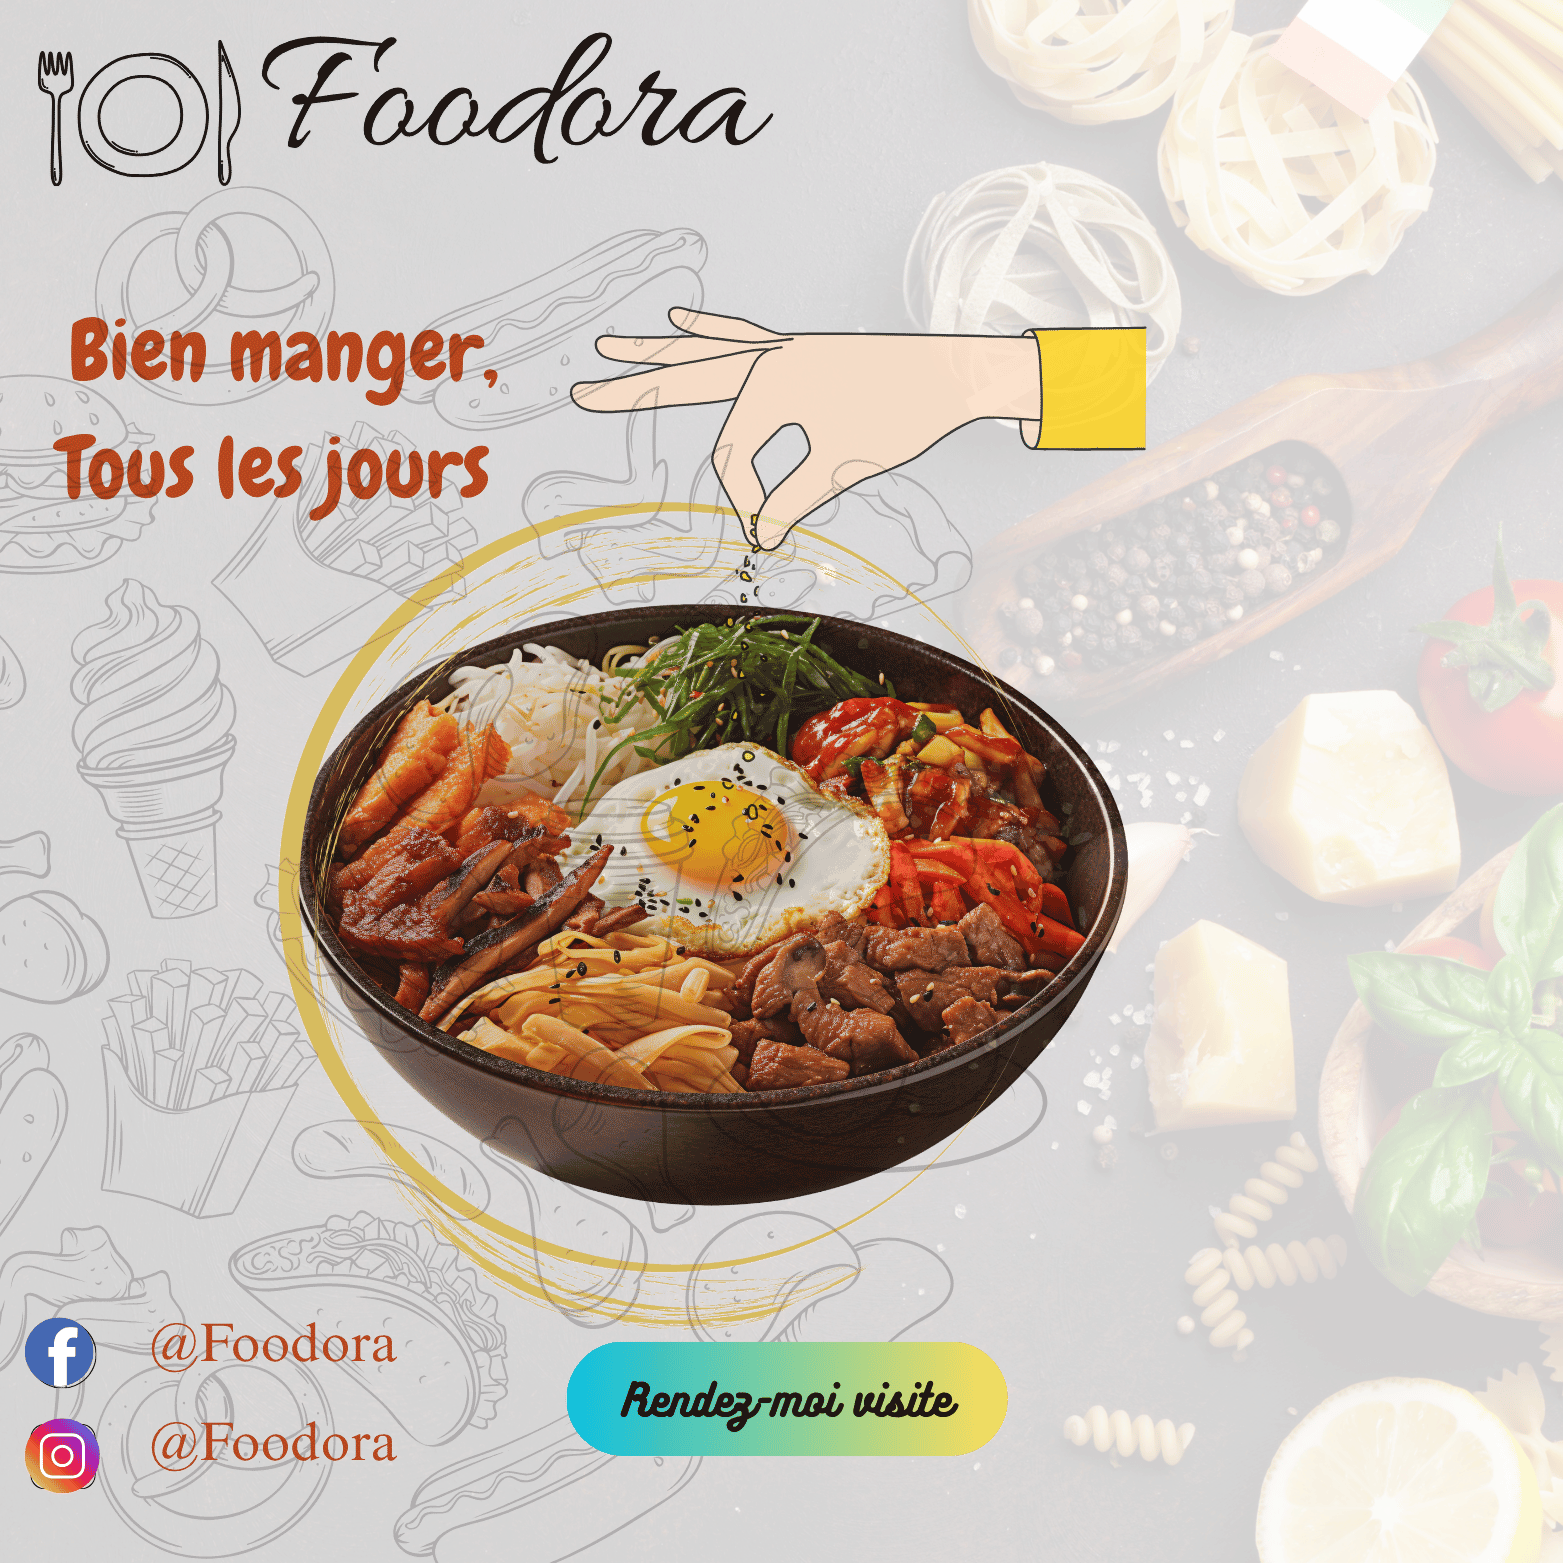 Foodora
Bien manger,
Tous les jours
@Foodora
@Foodora
Rendez-moi visite